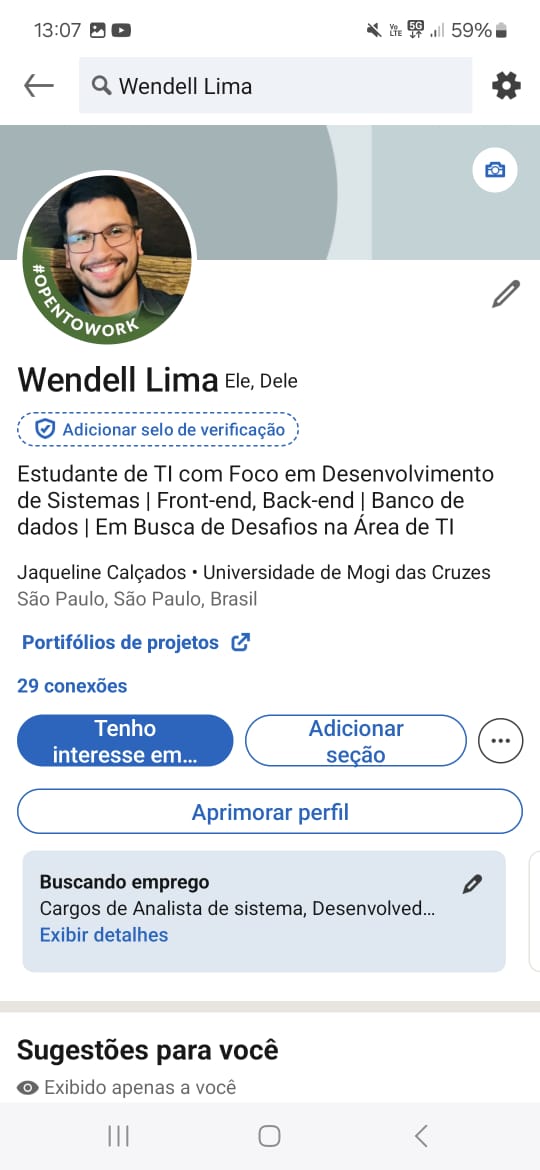 13:07 Vo LTE 5G 59%
Wendell Lima
#OPENTOWORK
Wendell Lima Ele, Dele
Adicionar selo de verificação
Estudante de TI com Foco em Desenvolvimento
de Sistemas | Front-end, Back-end | Banco de
dados | Em Busca de Desafios na Área de TI
Jaqueline Calçados • Universidade de Mogi das Cruzes
São Paulo, São Paulo, Brasil
Portifólios de projetos
29 conexões
Tenho
interesse em...
Adicionar
seção
Aprimorar perfil
Buscando emprego
Cargos de Analista de sistema, Desenvolved...
Exibir detalhes
Sugestões para você
Exibido apenas a você